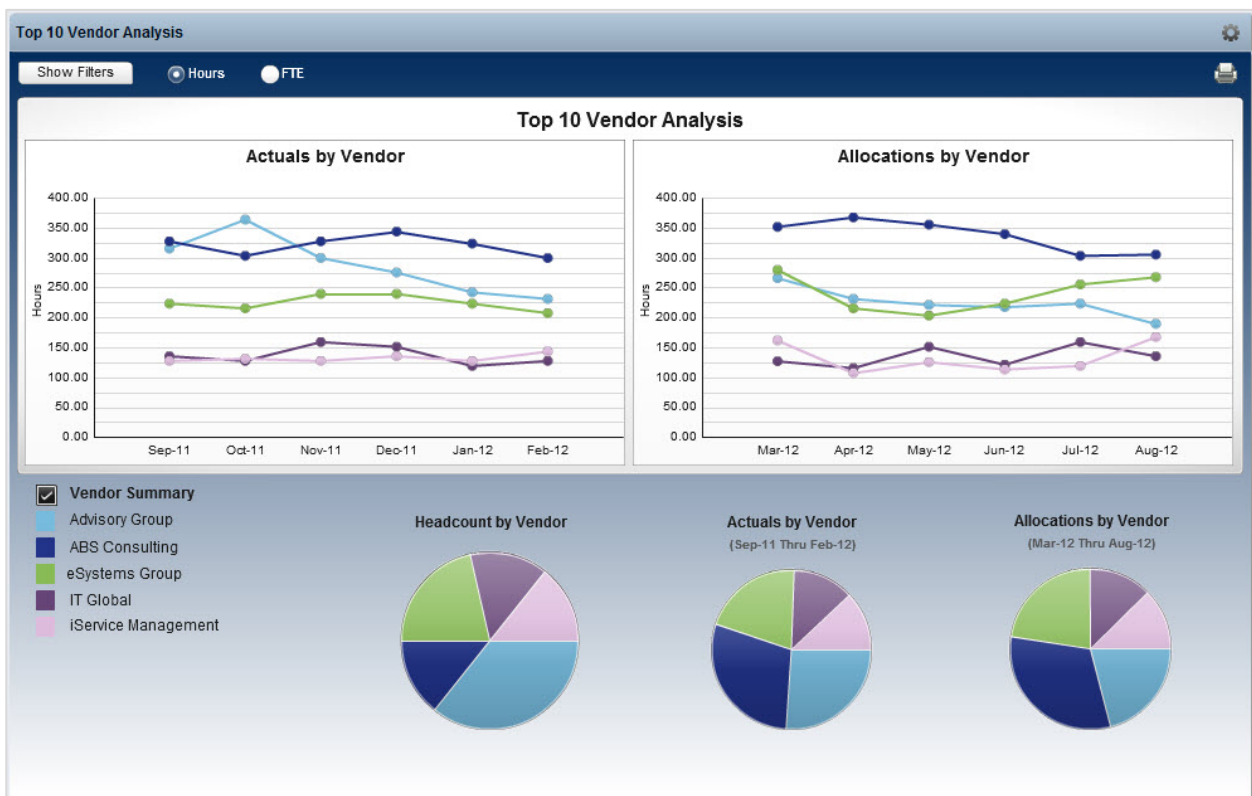 Top 10 Vendor Analysis
Show Filters
Hours
FTE
Top 10 Vendor Analysis
Actuals by Vendor
400.00
350.00
300.00
250.00
200.00
150.00
100.00
50.00
0.00
Hours
Sep-11 Oct-11 Nov-11 Dec-11 Jan-12 Feb-12
Allocations by Vendor
400.00
350.00
300.00
250.00
200.00
150.00
100.00
50.00
0.00
Hours
Mar-12 Apr-12 May-12 Jun-12 Jul-12 Aug-12
Vendor Summary
Advisory Group
ABS Consulting
eSystems Group
IT Global
iService Management
Headcount by Vendor
Actuals by Vendor
(Sep-11 Thru Feb-12)
Allocations by Vendor
(Mar-12 Thru Aug-12)